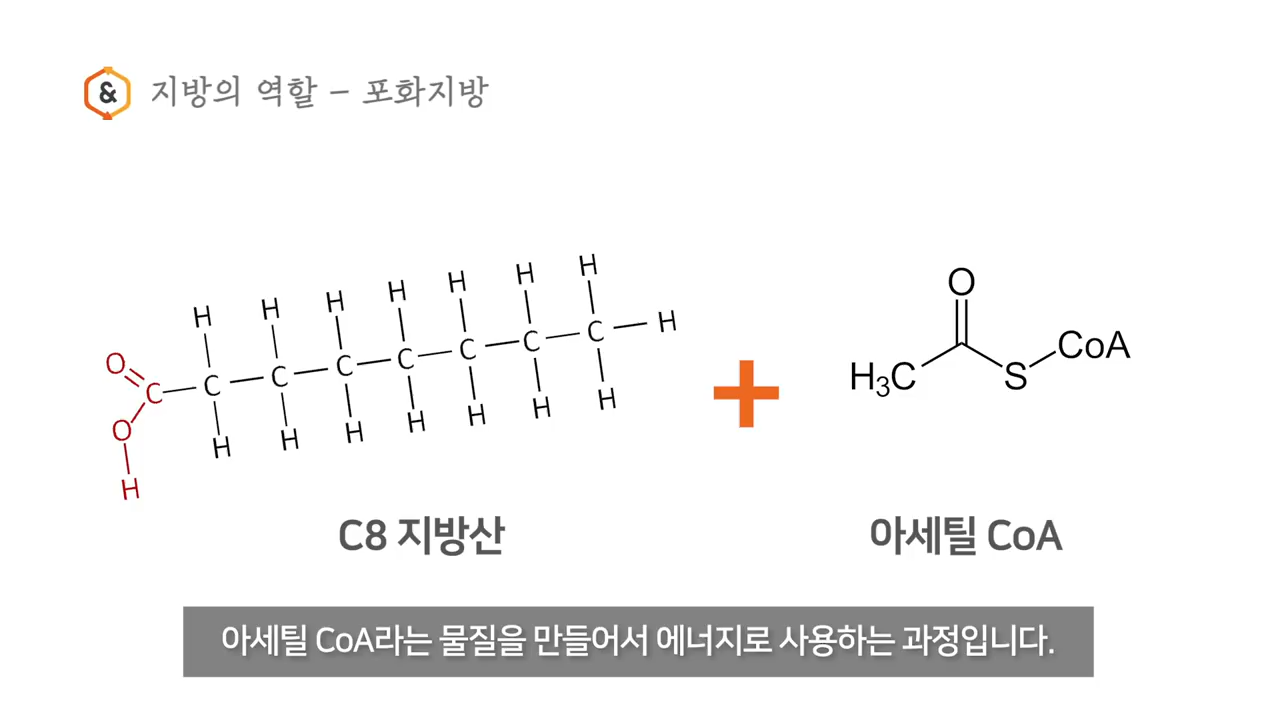 & 지방의 역할 – 포화지방
H H H H H H H
O C C C C C C C C H
O H H H H H H H
H
O
H₃C S CoA
C8 지방산 + 아세틸 CoA
아세틸 CoA라는 물질을 만들어서 에너지로 사용하는 과정입니다.